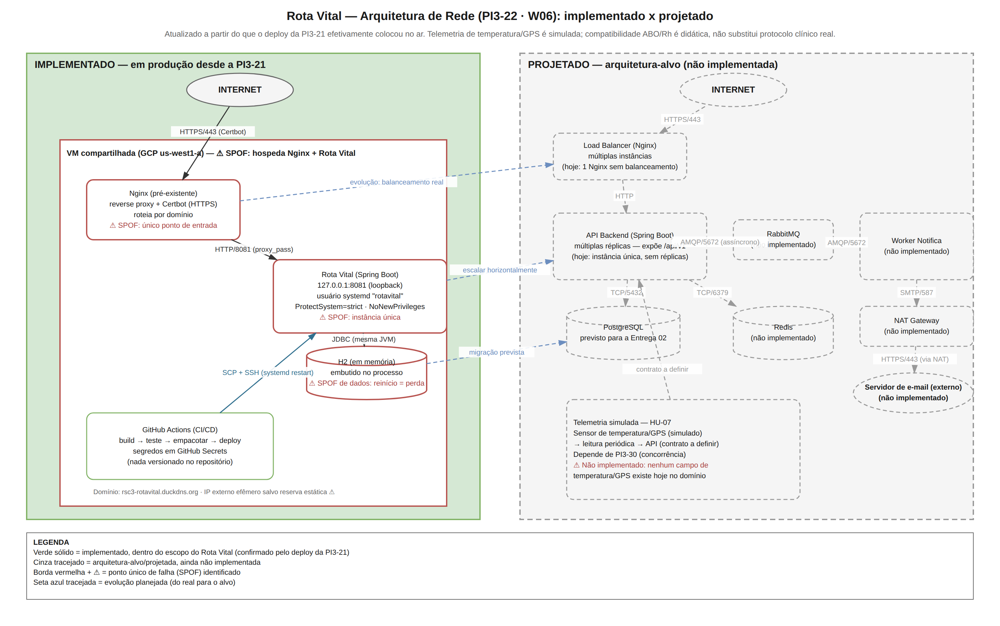 Rota Vital — Arquitetura de Rede (PI3-22 · W06): implementado x projetado
Atualizado a partir do que o deploy da PI3-21 efetivamente colocou no ar. Telemetria de temperatura/GPS é simulada; compatibilidade ABO/Rh é didática, não substitui protocolo clínico real.
IMPLEMENTADO — em produção desde a PI3-21
INTERNET
HTTPS/443 (Certbot)
VM compartilhada (GCP us-west1-a) — ⚠ SPOF: hospeda Nginx + Rota Vital
Nginx (pré-existente)
reverse proxy + Certbot (HTTPS)
roteia por domínio
⚠ SPOF: único ponto de entrada
HTTP/8081 (proxy_pass)
Rota Vital (Spring Boot)
127.0.0.1:8081 (loopback)
usuário systemd "rotavital"
ProtectSystem=strict · NoNewPrivileges
⚠ SPOF: instância única
JDBC (mesma JVM)
H2 (em memória)
embutido no processo
⚠ SPOF de dados: reinício = perda
SCP + SSH (systemd restart)
GitHub Actions (CI/CD)
build → teste → empacotar → deploy
segredos em GitHub Secrets
(nada versionado no repositório)
Domínio: rsc3-rotavital.duckdns.org · IP externo efêmero salvo reserva estática ⚠
evolução: balanceamento real
escalar horizontalmente
migração prevista
PROJETADO — arquitetura-alvo (não implementada)
INTERNET
HTTPS/443
Load Balancer (Nginx)
múltiplas instâncias
(hoje: 1 Nginx sem balanceamento)
HTTP
API Backend (Spring Boot)
múltiplas réplicas — expõe /api/v1
(hoje: instância única, sem réplicas)
AMQP/5672 (assíncrono)
RabbitMQ
(não implementado)
AMQP/5672
Worker Notifica
(não implementado)
TCP/5432
TCP/6379
SMTP/587
PostgreSQL
previsto para a Entrega 02
Redis
(não implementado)
NAT Gateway
(não implementado)
HTTPS/443 (via NAT)
contrato a definir
Servidor de e-mail (externo)
(não implementado)
Telemetria simulada — HU-07
Sensor de temperatura/GPS (simulado)
→ leitura periódica → API (contrato a definir)
Depende de PI3-30 (concorrência)
⚠ Não implementado: nenhum campo de
temperatura/GPS existe hoje no domínio
LEGENDA
Verde sólido = implementado, dentro do escopo do Rota Vital (confirmado pelo deploy da PI3-21)
Cinza tracejado = arquitetura-alvo/projetada, ainda não implementada
Borda vermelha + ⚠ = ponto único de falha (SPOF) identificado
Seta azul tracejada = evolução planejada (do real para o alvo)